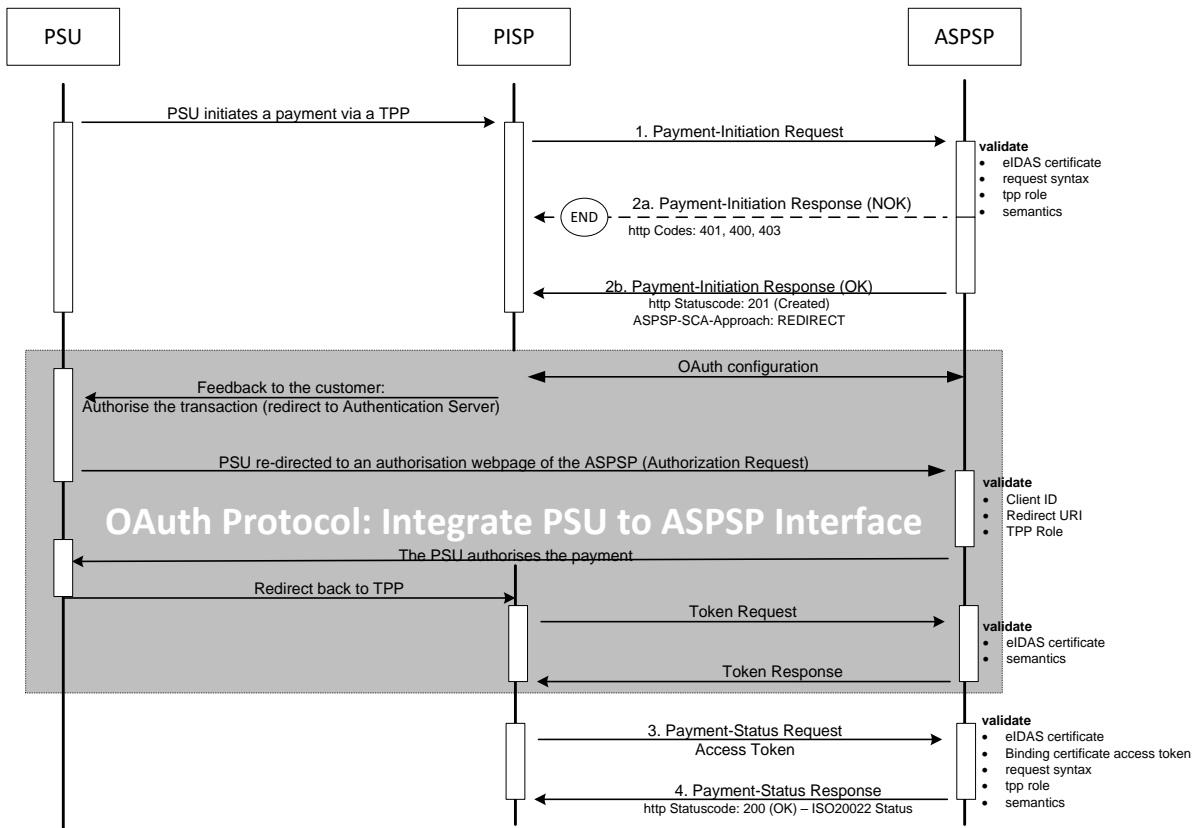 PSU
PISP
ASPSP
PSU initiates a payment via a TPP
1. Payment-Initiation Request
validate
• eIDAS certificate
• request syntax
• tpp role
• semantics
2a. Payment-Initiation Response (NOK)
END
http Codes: 401, 400, 403
2b. Payment-Initiation Response (OK)
http Statuscode: 201 (Created)
ASPSP-SCA-Approach: REDIRECT
OAuth configuration
Feedback to the customer:
Authorise the transaction (redirect to Authentication Server)
PSU re-directed to an authorisation webpage of the ASPSP (Authorization Request)
validate
• Client ID
• Redirect URI
• TPP Role
OAuth Protocol: Integrate PSU to ASPSP Interface
The PSU authorises the payment
Redirect back to TPP
Token Request
validate
• eIDAS certificate
• semantics
Token Response
3. Payment-Status Request
Access Token
validate
• eIDAS certificate
• Binding certificate access token
• request syntax
• tpp role
• semantics
4. Payment-Status Response
http Statuscode: 200 (OK) – ISO20022 Status